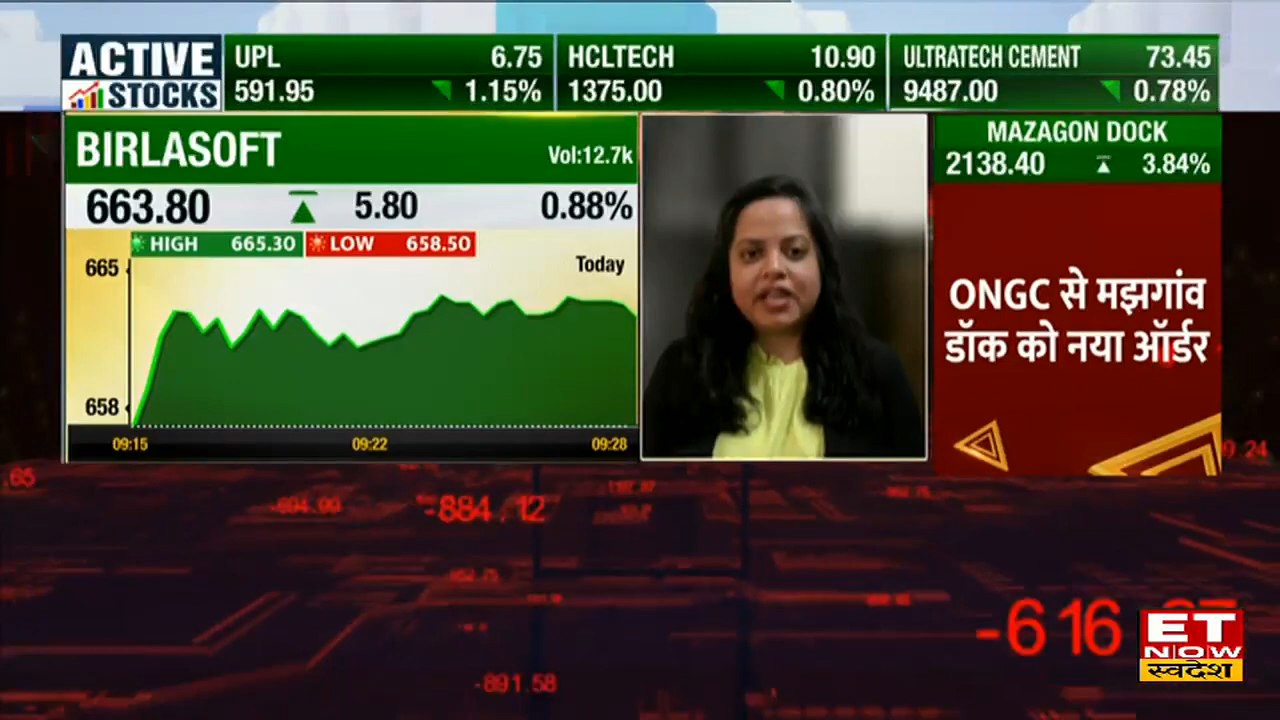 ACTIVE STOCKS
UPL 6.75
591.95 1.15%
HCLTECH 10.90
1375.00 0.80%
ULTRATECH CEMENT 73.45
9487.00 0.78%
BIRLASOFT Vol:12.7k
663.80 5.80 0.88%
HIGH 665.30 LOW 658.50
Today
665
658
09:15 09:22 09:28
MAZAGON DOCK
2138.40 3.84%
ONGC से मझगांव
डॉक को नया ऑर्डर
-884.12
-616
-891.58
ET
NOW
स्वदेश